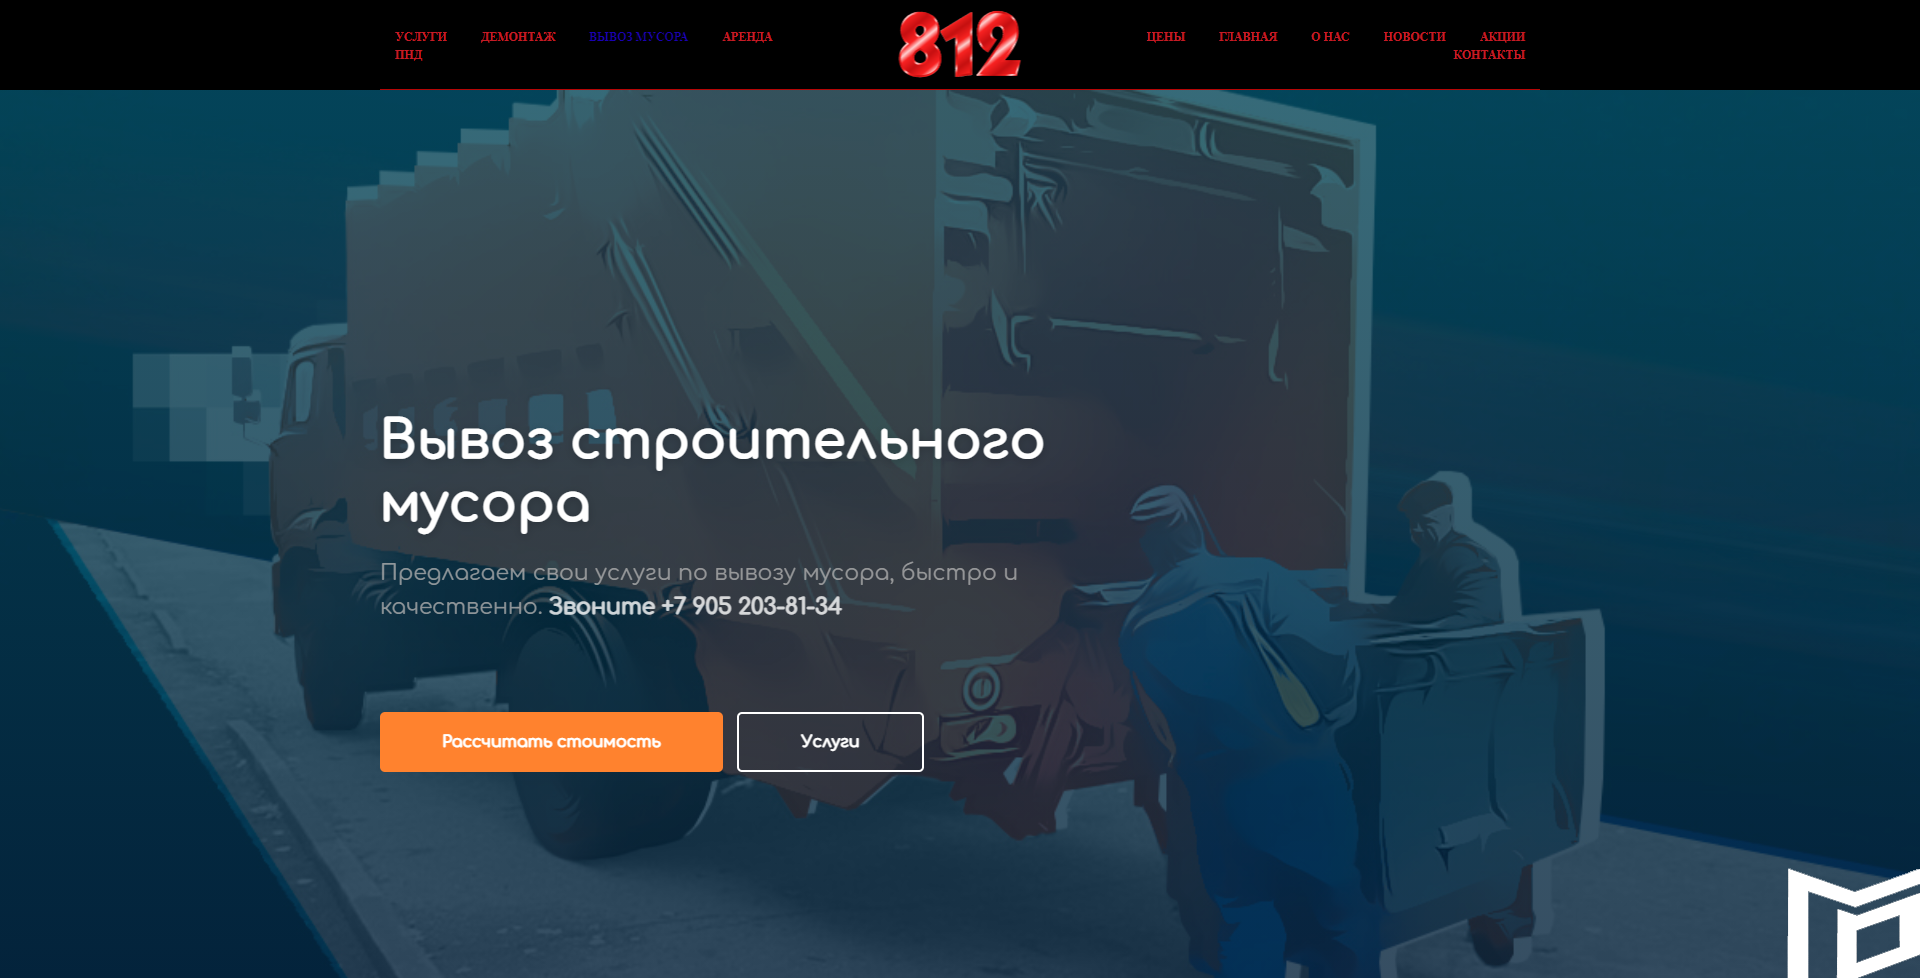 УСЛУГИ ДЕМОНТАЖ ВЫВОЗ МУСОРА АРЕНДА
ПНД
812
ЦЕНЫ ГЛАВНАЯ О НАС НОВОСТИ АКЦИИ
КОНТАКТЫ
Вывоз строительного
мусора
Предлагаем свои услуги по вывозу мусора, быстро и
качественно. Звоните +7 905 203-81-34
Рассчитать стоимость Услуги